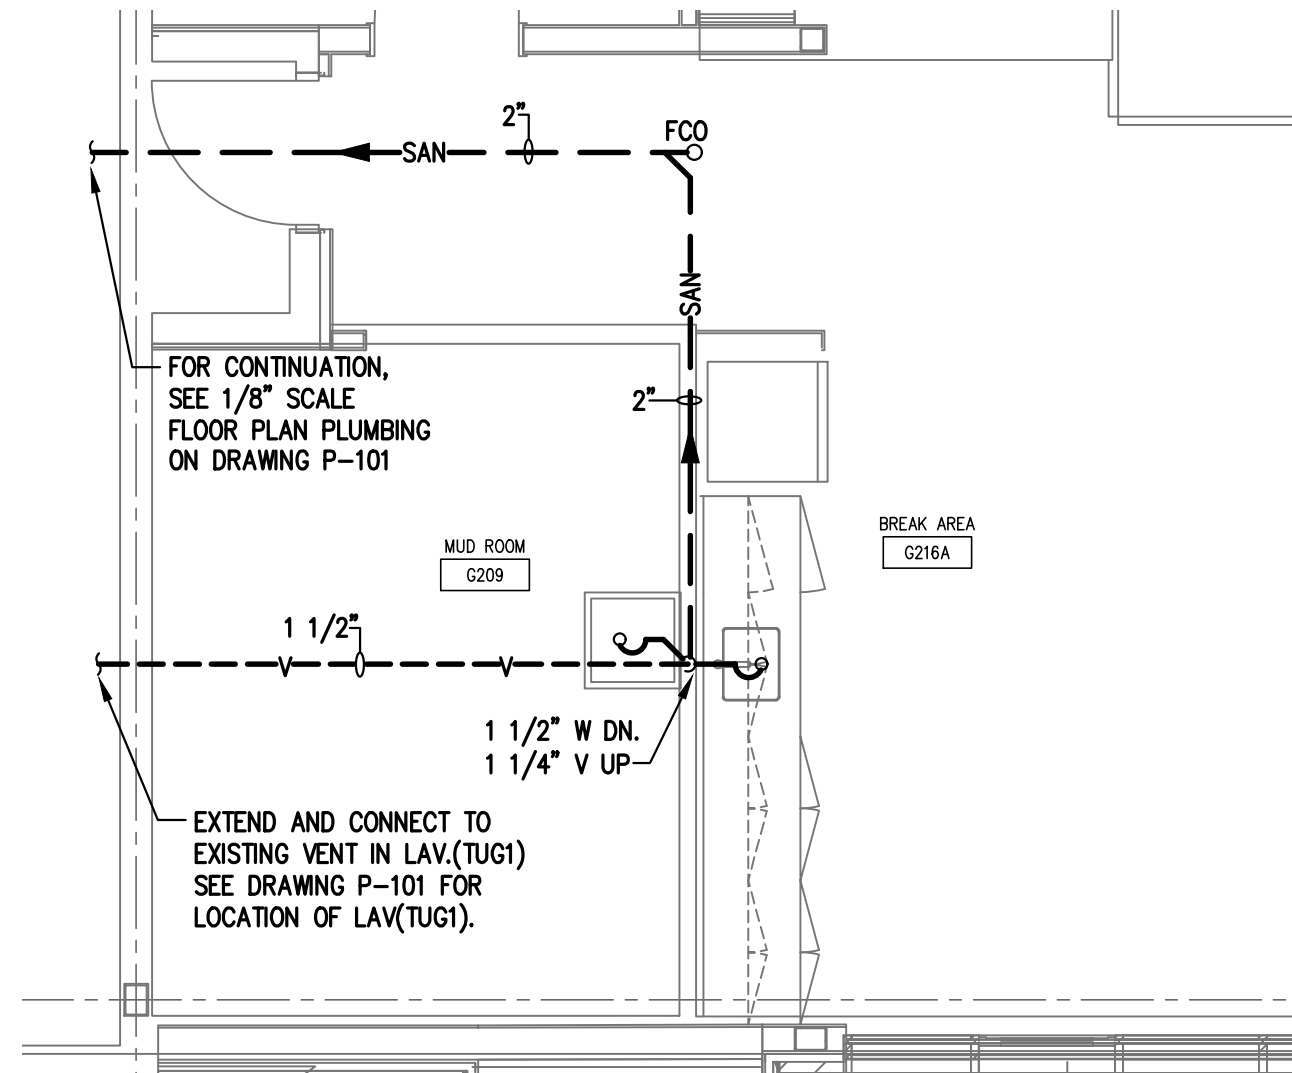 2"
FCO
SAN
SAN
FOR CONTINUATION,
SEE 1/8" SCALE
FLOOR PLAN PLUMBING
ON DRAWING P-101
2"
BREAK AREA
G216A
MUD ROOM
G209
1 1/2"
V
V
1 1/2" W DN.
1 1/4" V UP
EXTEND AND CONNECT TO
EXISTING VENT IN LAV.(TUG1)
SEE DRAWING P-101 FOR
LOCATION OF LAV(TUG1).